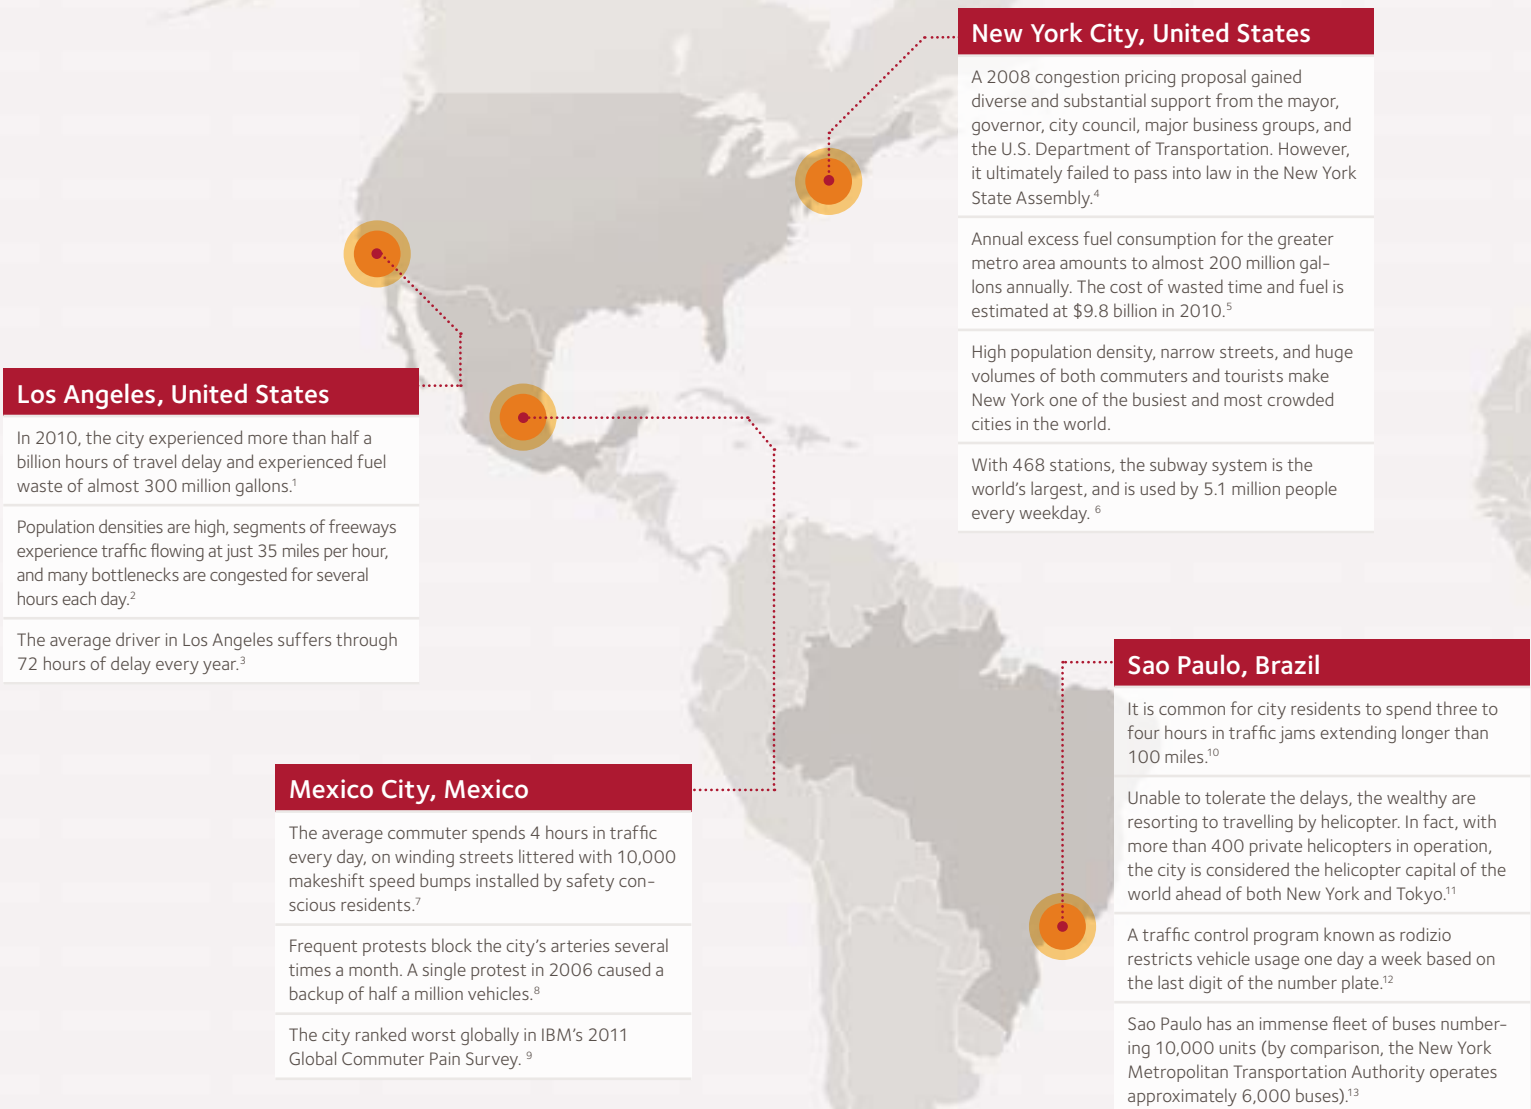 New York City, United States
A 2008 congestion pricing proposal gained
diverse and substantial support from the mayor,
governor, city council, major business groups, and
the U.S. Department of Transportation. However,
it ultimately failed to pass into law in the New York
State Assembly.⁴
Annual excess fuel consumption for the greater
metro area amounts to almost 200 million gal-
lons annually. The cost of wasted time and fuel is
estimated at $9.8 billion in 2010.⁵
High population density, narrow streets, and huge
volumes of both commuters and tourists make
New York one of the busiest and most crowded
cities in the world.
With 468 stations, the subway system is the
world's largest, and is used by 5.1 million people
every weekday. ⁶
Los Angeles, United States
In 2010, the city experienced more than half a
billion hours of travel delay and experienced fuel
waste of almost 300 million gallons.¹
Population densities are high, segments of freeways
experience traffic flowing at just 35 miles per hour,
and many bottlenecks are congested for several
hours each day.²
The average driver in Los Angeles suffers through
72 hours of delay every year.³
Mexico City, Mexico
The average commuter spends 4 hours in traffic
every day, on winding streets littered with 10,000
makeshift speed bumps installed by safety con-
scious residents.⁷
Frequent protests block the city's arteries several
times a month. A single protest in 2006 caused a
backup of half a million vehicles.⁸
The city ranked worst globally in IBM's 2011
Global Commuter Pain Survey. ⁹
Sao Paulo, Brazil
It is common for city residents to spend three to
four hours in traffic jams extending longer than
100 miles.¹⁰
Unable to tolerate the delays, the wealthy are
resorting to travelling by helicopter. In fact, with
more than 400 private helicopters in operation,
the city is considered the helicopter capital of the
world ahead of both New York and Tokyo.¹¹
A traffic control program known as rodizio
restricts vehicle usage one day a week based on
the last digit of the number plate.¹²
Sao Paulo has an immense fleet of buses number-
ing 10,000 units (by comparison, the New York
Metropolitan Transportation Authority operates
approximately 6,000 buses).¹³